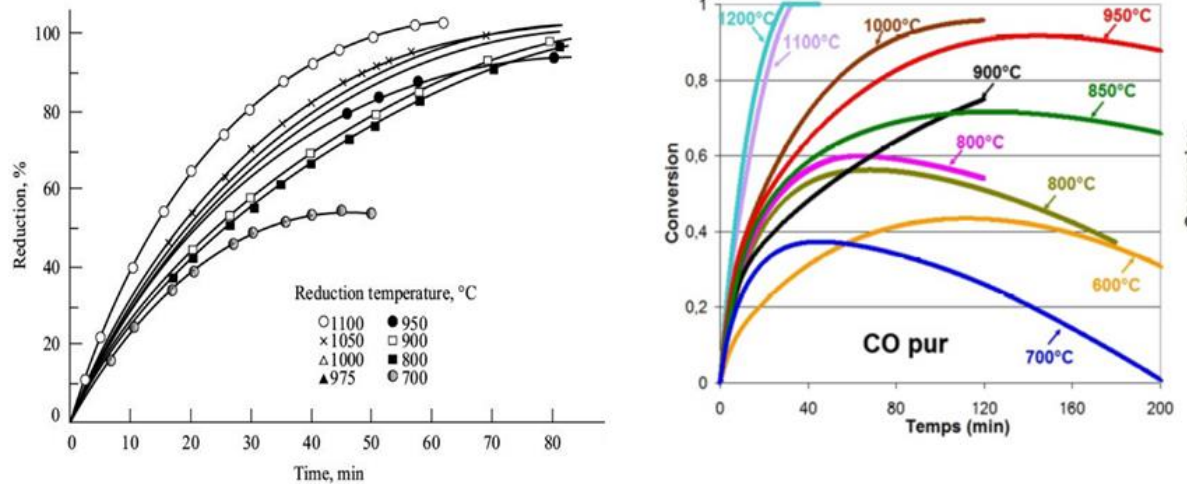 Reduction, %
100
80
60
40
20
0
0 10 20 30 40 50 60 70 80
Time, min
Reduction temperature, °C
1100 950
1050 900
1000 800
975 700
Conversion
1
0,8
0,6
0,4
0,2
0
0 40 80 120 160 200
Temps (min)
1200°C
1100°C
1000°C
950°C
900°C
850°C
800°C
800°C
600°C
700°C
CO pur